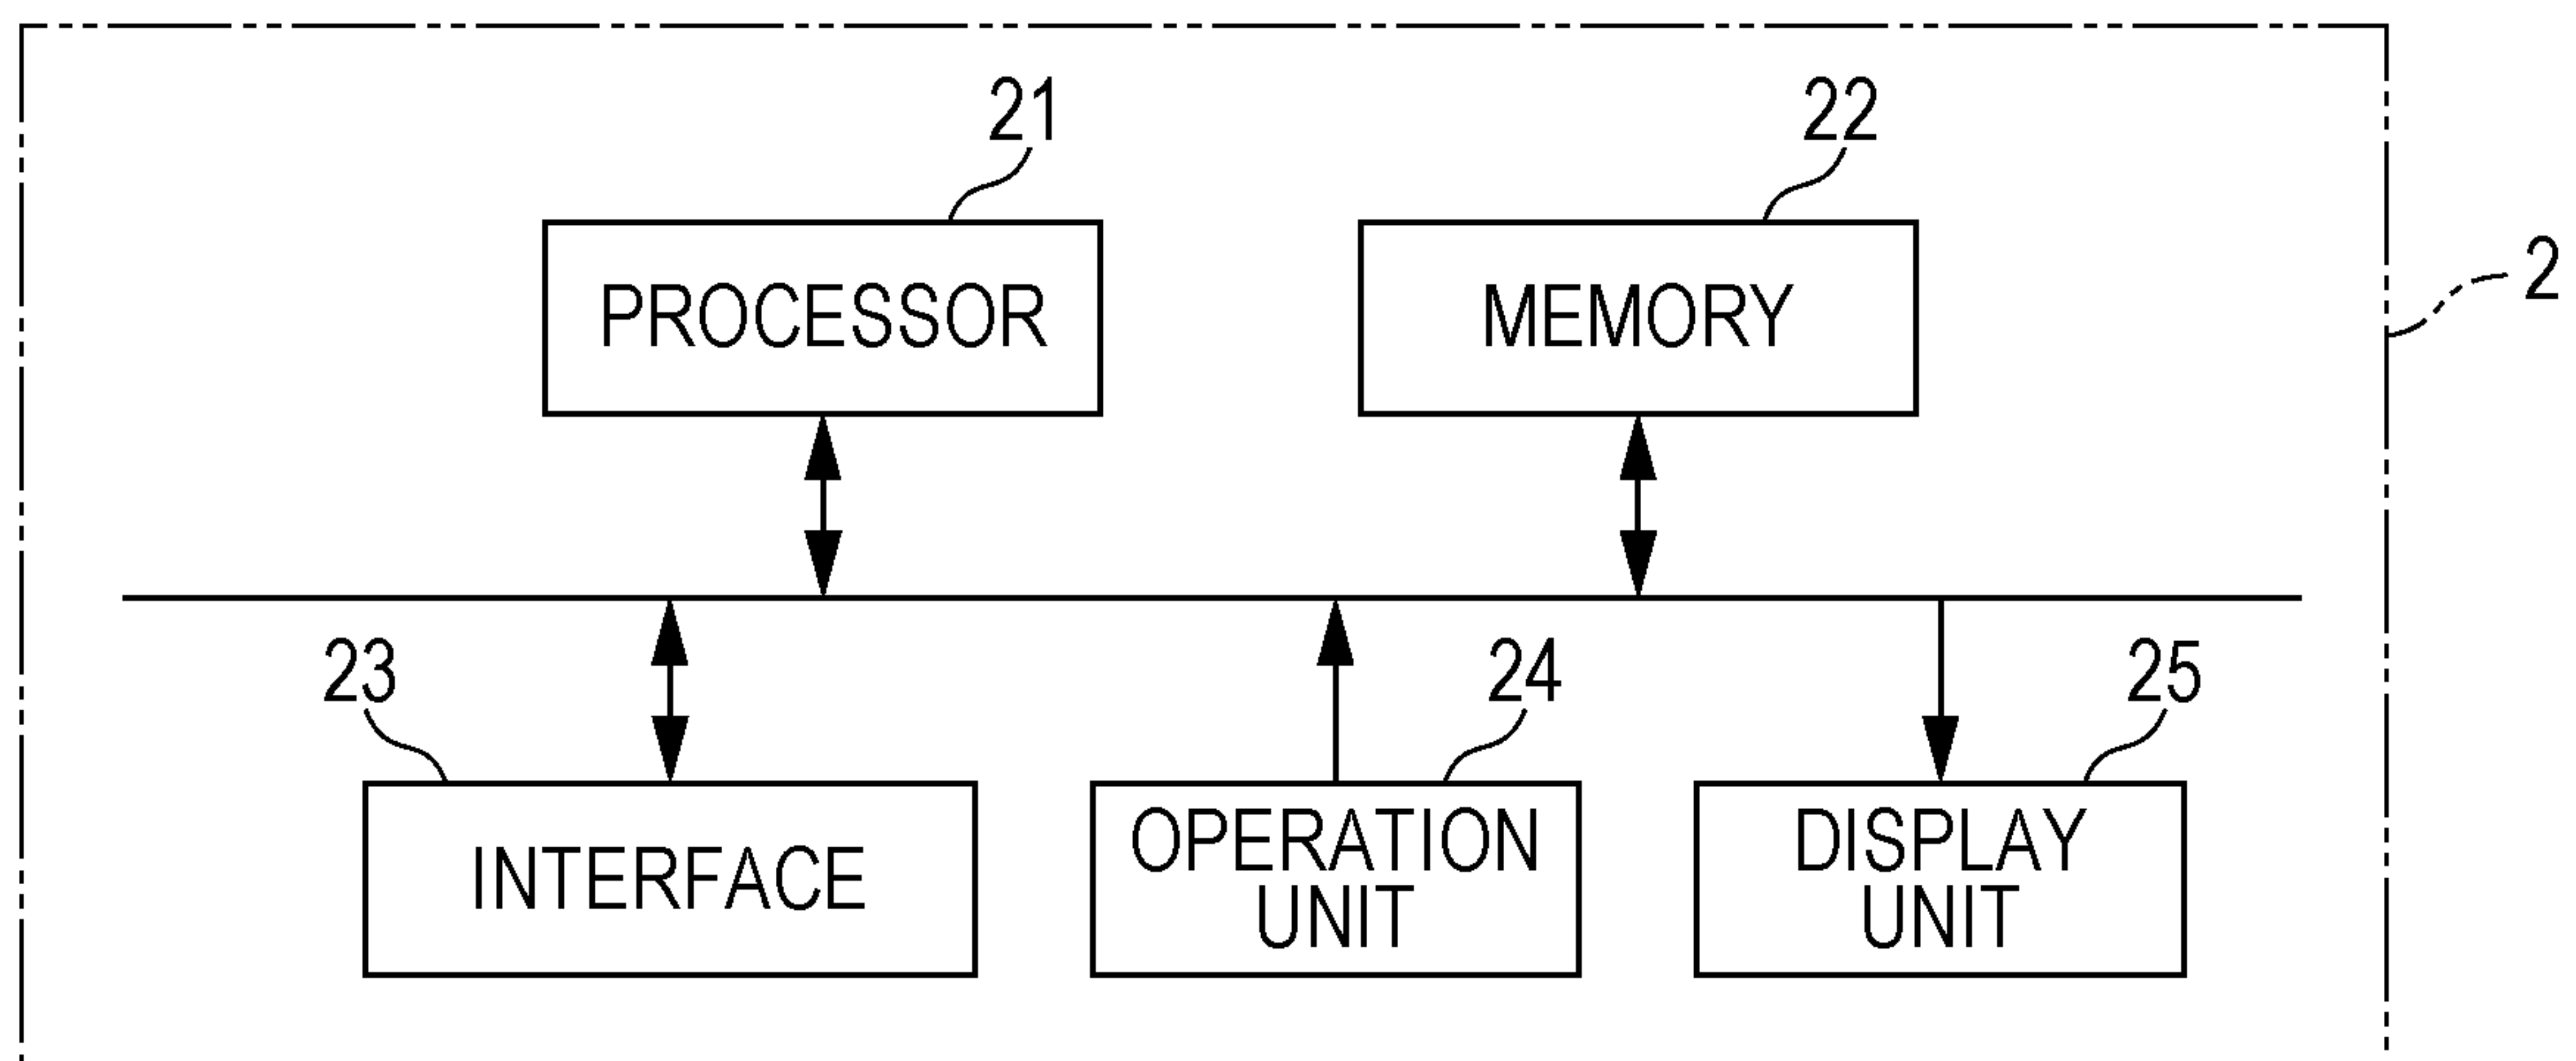 21
22
PROCESSOR
MEMORY
2
23
24
25
INTERFACE
OPERATION
UNIT
DISPLAY
UNIT